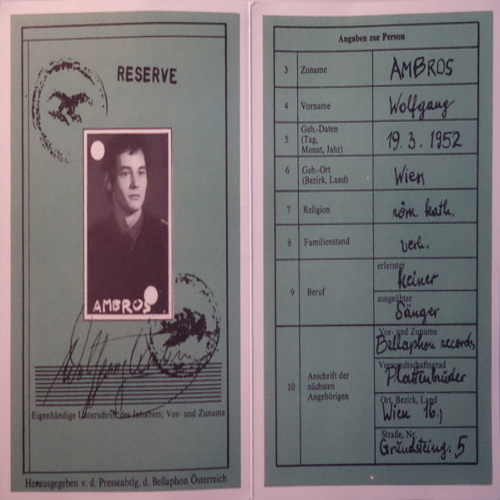 RESERVE
AMBROS
Eigenhändige Unterschrift des Inhabers; Vor- und Zuname
Herausgegeben v. d. Presseabtlg. d. Bellaphon Österreich
Angaben zur Person
3 Zuname AMBROS
4 Vorname Wolfgang
5 Geb.-Daten (Tag, Monat, Jahr) 19.3.1952
6 Geb.-Ort (Bezirk, Land) Wien
7 Religion röm. kath.
8 Familienstand verh.
9 Beruf
erlernter
keiner
ausgeübter
Sänger
10 Anschrift der nächsten Angehörigen
Vor- und Zuname
Bellaphon records
Verwandtschaftsgrad
Plattenbrüder
Ort, Bezirk, Land
Wien 16.,
Straße, Nr.
Grundsteing. 5